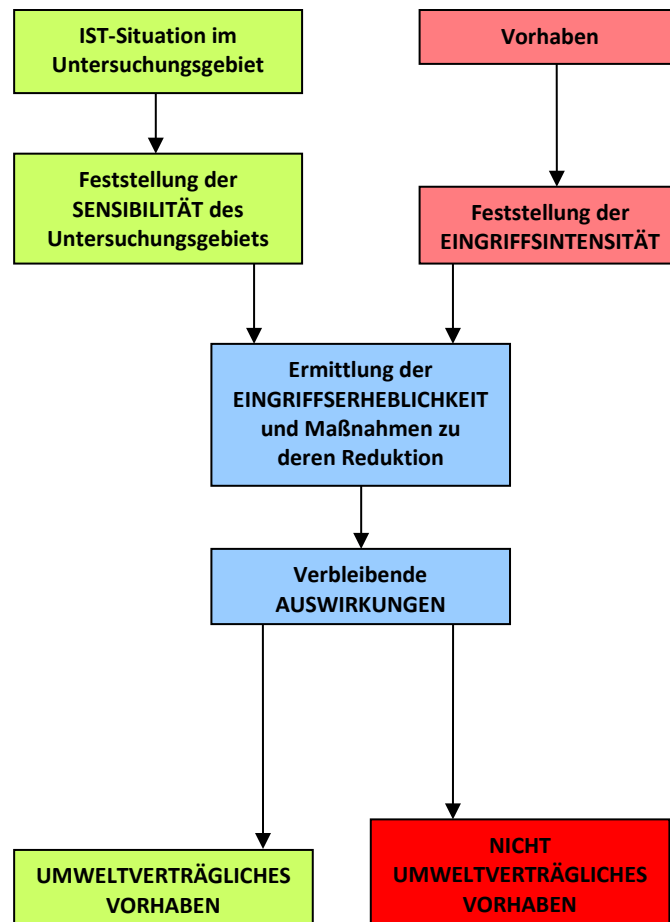 IST-Situation im
Untersuchungsgebiet
Vorhaben
Feststellung der
SENSIBILITÄT des
Untersuchungsgebiets
Feststellung der
EINGRIFFSINTENSITÄT
Ermittlung der
EINGRIFFSERHEBLICHKEIT
und Maßnahmen zu
deren Reduktion
Verbleibende
AUSWIRKUNGEN
UMWELTVERTRÄGLICHES
VORHABEN
NICHT
UMWELTVERTRÄGLICHES
VORHABEN